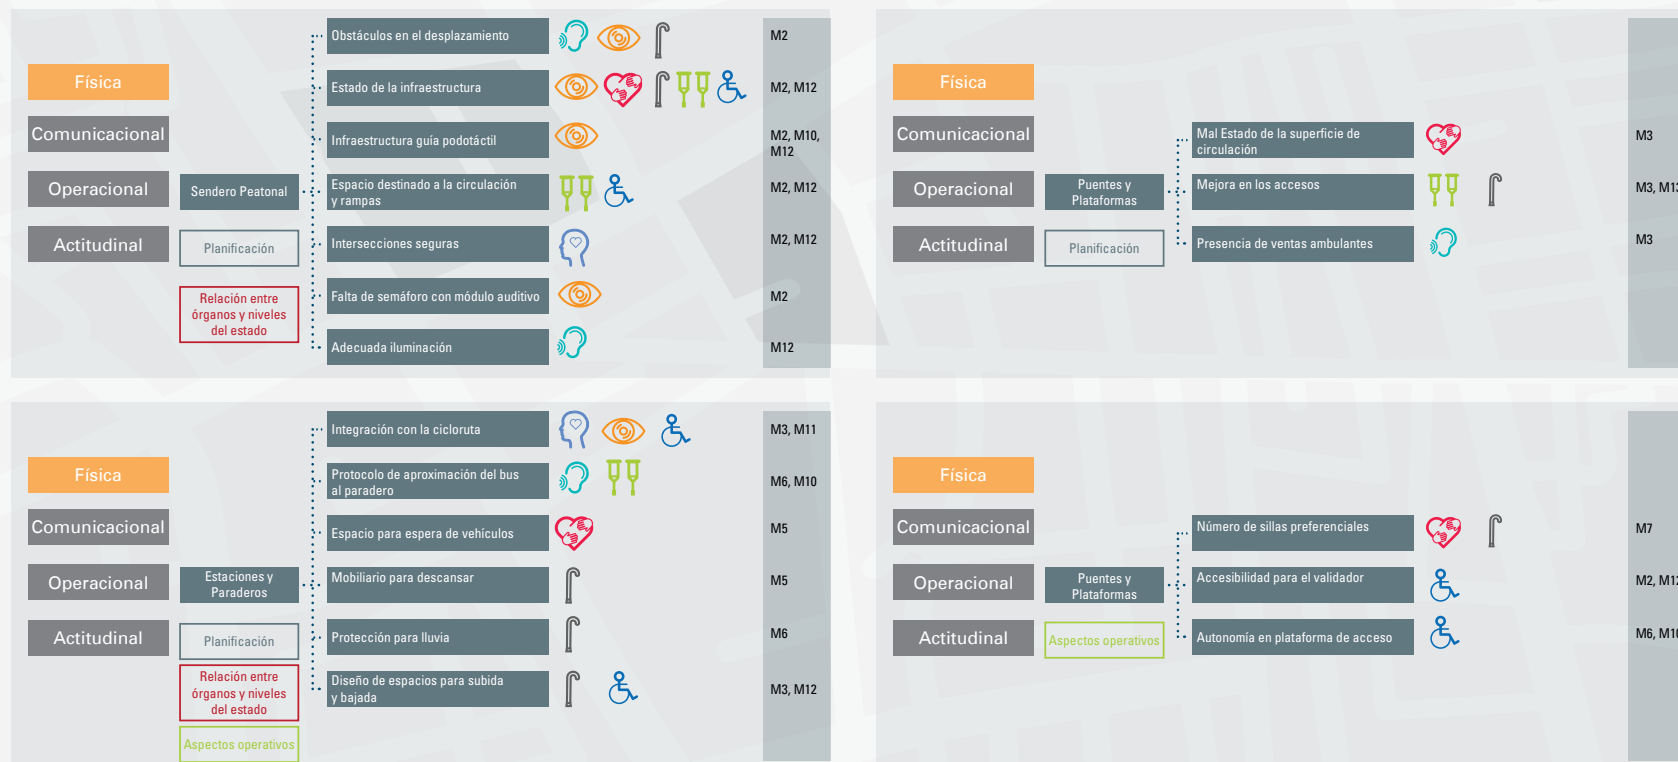 Física
Comunicacional
Operacional
Actitudinal
Sendero Peatonal
Planificación
Relación entre
órganos y niveles
del estado
Obstáculos en el desplazamiento
M2
Estado de la infraestructura
M2, M12
Infraestructura guía podotáctil
M2, M10,
M12
Espacio destinado a la circulación
y rampas
M2, M12
Intersecciones seguras
M2, M12
Falta de semáforo con módulo auditivo
M2
Adecuada iluminación
M12
Física
Comunicacional
Operacional
Actitudinal
Puentes y
Plataformas
Planificación
Mal Estado de la superficie de
circulación
M3
Mejora en los accesos
M3, M13
Presencia de ventas ambulantes
M3
Física
Comunicacional
Operacional
Actitudinal
Estaciones y
Paraderos
Planificación
Relación entre
órganos y niveles
del estado
Aspectos operativos
Integración con la cicloruta
M3, M11
Protocolo de aproximación del bus
al paradero
M6, M10
Espacio para espera de vehículos
M5
Mobiliario para descansar
M5
Protección para lluvia
M6
Diseño de espacios para subida
y bajada
M3, M12
Física
Comunicacional
Operacional
Actitudinal
Puentes y
Plataformas
Aspectos operativos
Número de sillas preferenciales
M7
Accesibilidad para el validador
M2, M12
Autonomía en plataforma de acceso
M6,